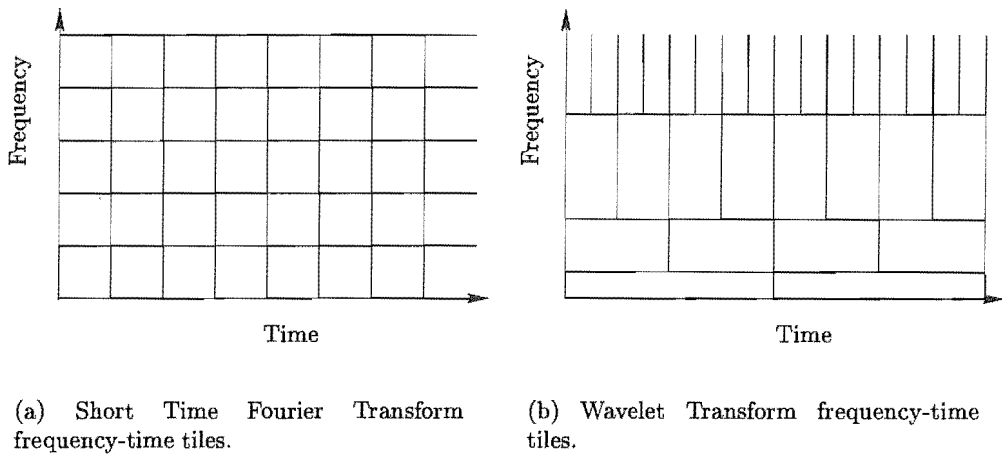 Frequency
Time
(a) Short Time Fourier Transform
frequency-time tiles.
Frequency
Time
(b) Wavelet Transform frequency-time
tiles.